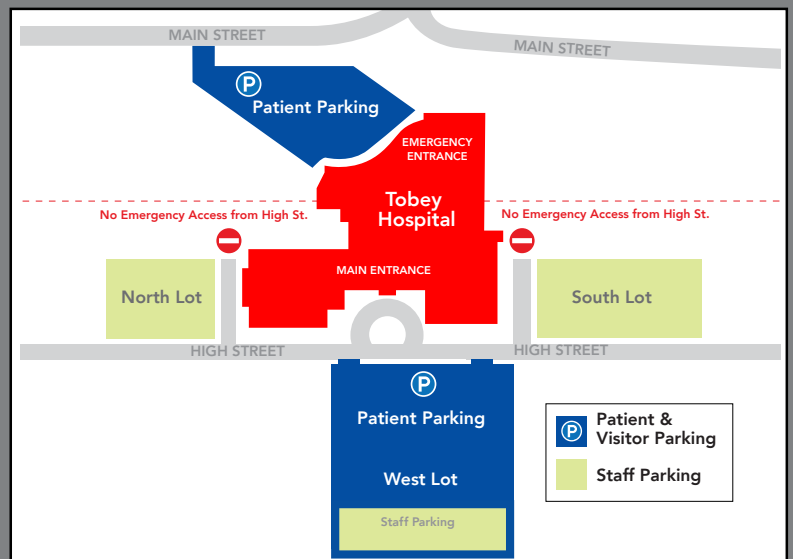 MAIN STREET
MAIN STREET
P
Patient Parking
EMERGENCY
ENTRANCE
Tobey
Hospital
No Emergency Access from High St.
No Emergency Access from High St.
MAIN ENTRANCE
North Lot
South Lot
HIGH STREET
HIGH STREET
P
Patient Parking
West Lot
Staff Parking
P
Patient &
Visitor Parking
Staff Parking